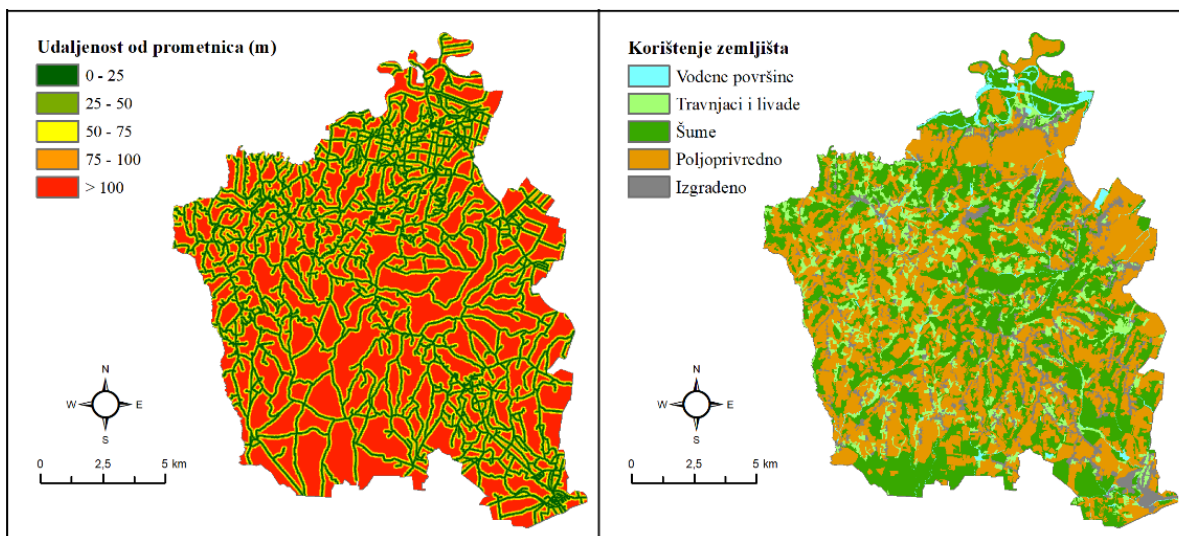 Udaljenost od prometnica (m)
0 - 25
25 - 50
50 - 75
75 - 100
> 100
N
W E
S
0 2,5 5 km
Korištenje zemljišta
Vodene površine
Travnjaci i livade
Šume
Poljoprivredno
Izgrađeno
N
W E
S
0 2,5 5 km